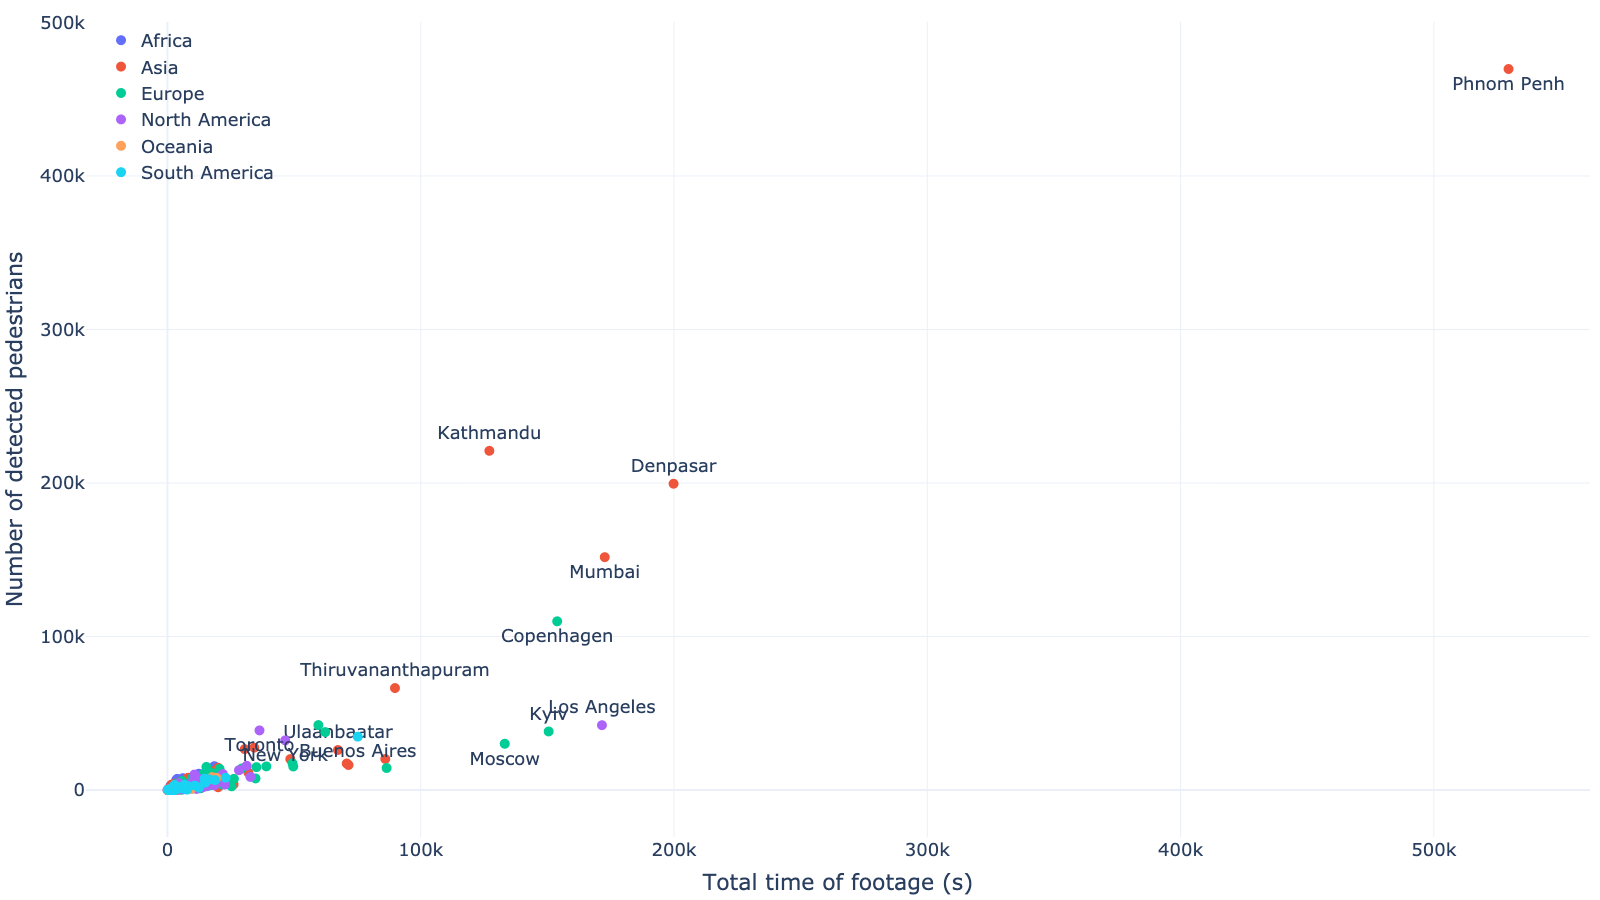 500k
400k
300k
200k
100k
0
Number of detected pedestrians
Africa
Asia
Europe
North America
Oceania
South America
Phnom Penh
Kathmandu
Denpasar
Mumbai
Copenhagen
Thiruvananthapuram
Los Angeles
Kyiv
Moscow
Ulaanbaatar
Toronto
Buenos Aires
New York
0
100k
200k
300k
400k
500k
Total time of footage (s)